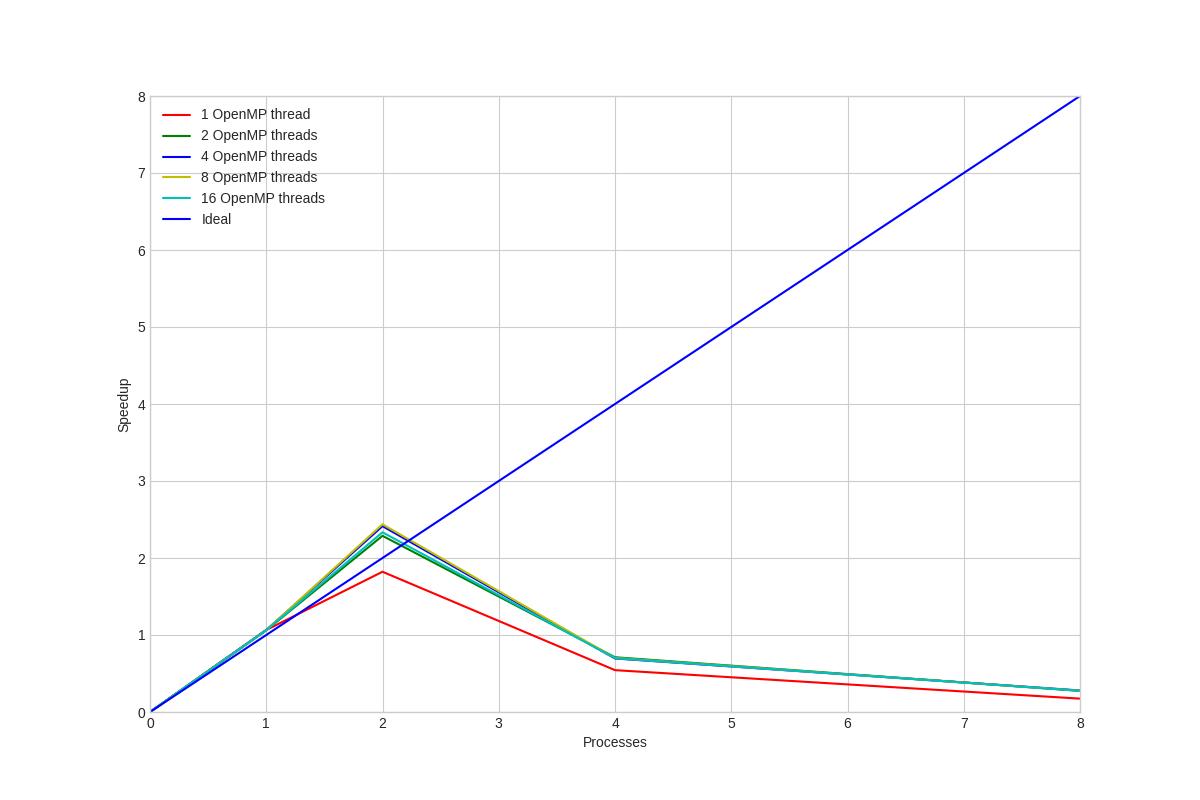 8
7
6
5
4
3
2
1
0
Speedup
1 OpenMP thread
2 OpenMP threads
4 OpenMP threads
8 OpenMP threads
16 OpenMP threads
Ideal
0 1 2 3 4 5 6 7 8
Processes